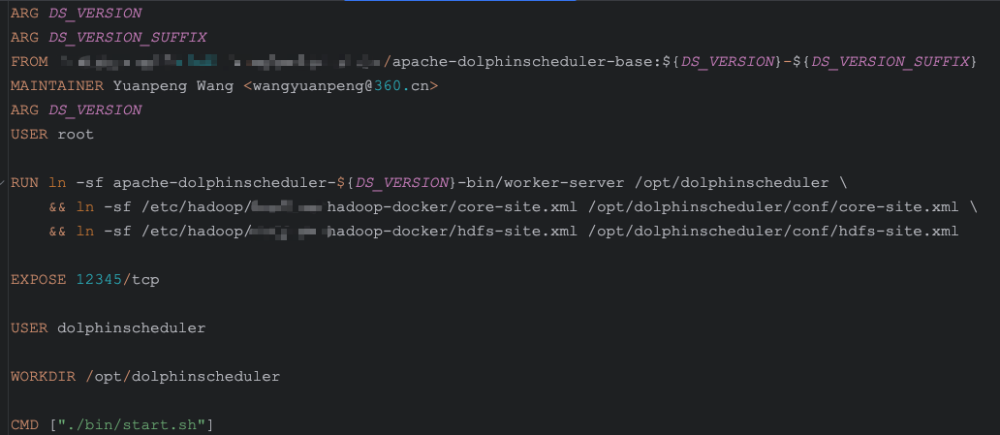 ARG DS_VERSION
ARG DS_VERSION_SUFFIX
FROM /apache-dolphinscheduler-base:${DS_VERSION}-${DS_VERSION_SUFFIX}
MAINTAINER Yuanpeng Wang <wangyuanpeng@360.cn>
ARG DS_VERSION
USER root
RUN ln -sf apache-dolphinscheduler-${DS_VERSION}-bin/worker-server /opt/dolphinscheduler \
&& ln -sf /etc/hadoop/ hadoop-docker/core-site.xml /opt/dolphinscheduler/conf/core-site.xml \
&& ln -sf /etc/hadoop/ hadoop-docker/hdfs-site.xml /opt/dolphinscheduler/conf/hdfs-site.xml
EXPOSE 12345/tcp
USER dolphinscheduler
WORKDIR /opt/dolphinscheduler
CMD ["./bin/start.sh"]